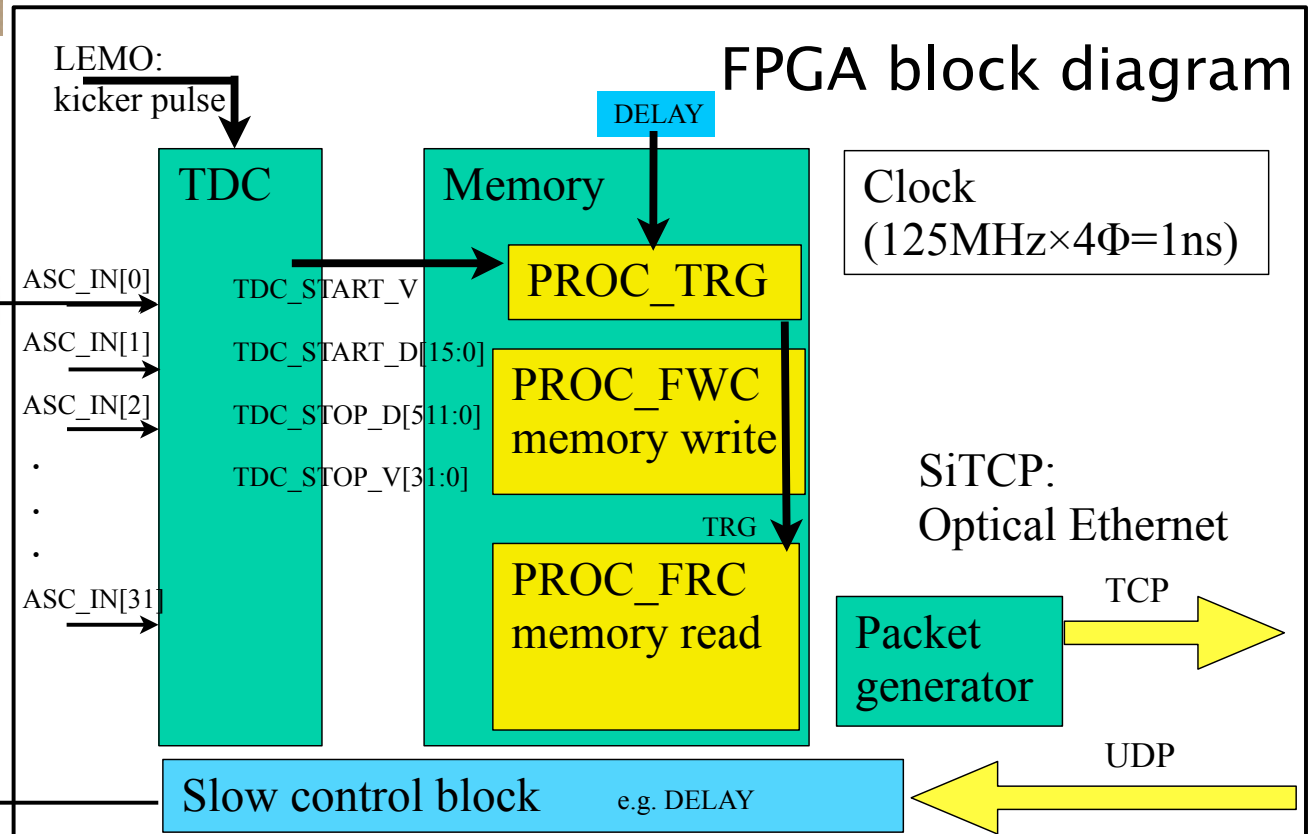 FPGA block diagram
LEMO:
kicker pulse
DELAY
TDC
Memory
Clock
(125MHz×4Φ=1ns)
ASC_IN[0]
ASC_IN[1]
ASC_IN[2]
.
.
.
ASC_IN[31]
TDC_START_V
TDC_START_D[15:0]
TDC_STOP_D[511:0]
TDC_STOP_V[31:0]
PROC_TRG
PROC_FWC
memory write
TRG
PROC_FRC
memory read
SiTCP:
Optical Ethernet
TCP
Packet
generator
UDP
Slow control block
e.g. DELAY